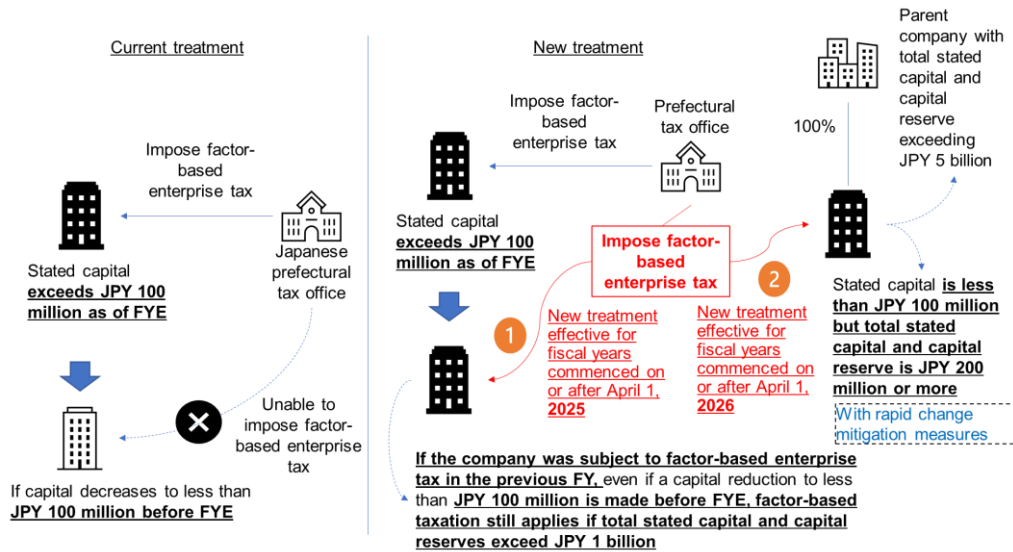 Current treatment
Impose factor-
based
enterprise tax
Stated capital
exceeds JPY 100
million as of FYE
Japanese
prefectural
tax office
Unable to
impose factor-
based enterprise
tax
If capital decreases to less than
JPY 100 million before FYE
New treatment
Impose factor-
based
enterprise tax
Prefectural
tax office
Stated capital
exceeds JPY 100
million as of FYE
Impose factor-
based
enterprise tax
1
New treatment
effective for
fiscal years
commenced on
or after April 1,
2025
2
New treatment
effective for
fiscal years
commenced on
or after April 1,
2026
If the company was subject to factor-based enterprise
tax in the previous FY, even if a capital reduction to less
than JPY 100 million is made before FYE, factor-based
taxation still applies if total stated capital and capital
reserves exceed JPY 1 billion
100%
Parent
company with
total stated
capital and
capital
reserve
exceeding
JPY 5 billion
Stated capital is less
than JPY 100 million
but total stated
capital and capital
reserve is JPY 200
million or more
With rapid change
mitigation measures